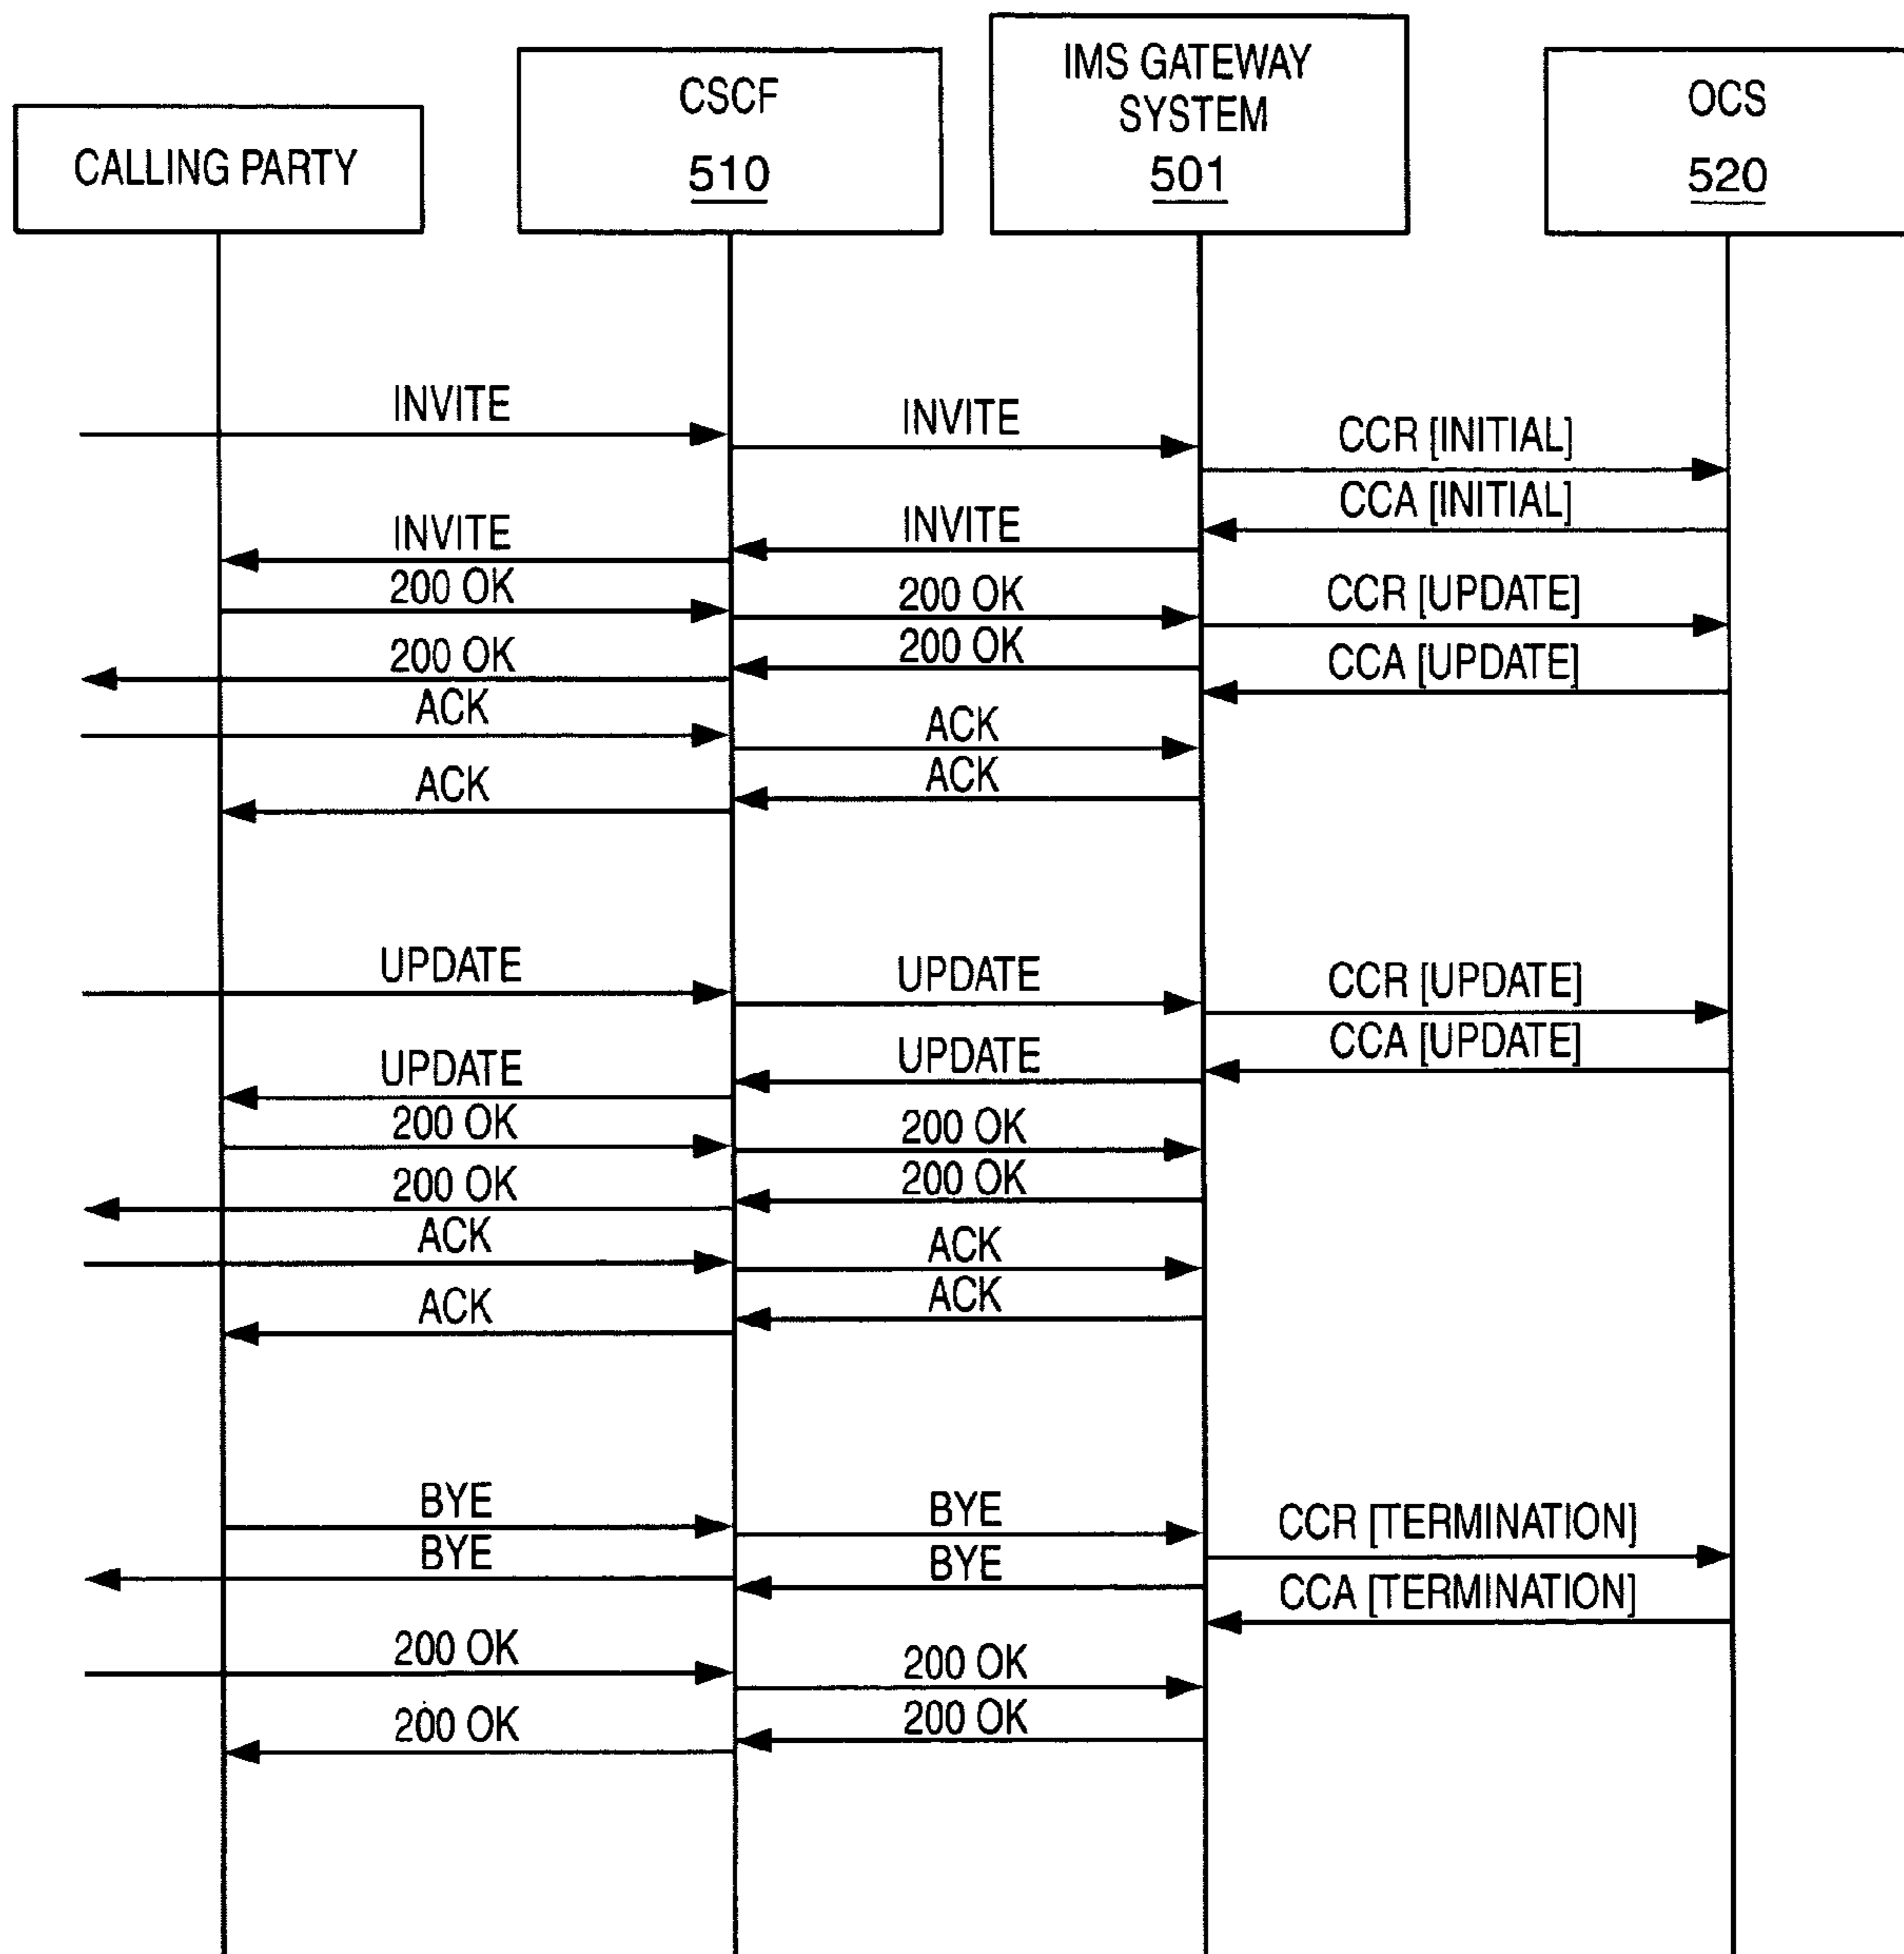 CALLING PARTY
CSCF
510
IMS GATEWAY
SYSTEM
501
OCS
520
INVITE
INVITE
CCR [INITIAL]
CCA [INITIAL]
INVITE
INVITE
200 OK
200 OK
CCR [UPDATE]
200 OK
200 OK
CCA [UPDATE]
ACK
ACK
ACK
ACK
UPDATE
UPDATE
CCR [UPDATE]
CCA [UPDATE]
UPDATE
UPDATE
200 OK
200 OK
200 OK
200 OK
ACK
ACK
ACK
ACK
BYE
BYE
CCR [TERMINATION]
BYE
BYE
CCA [TERMINATION]
200 OK
200 OK
200 OK
200 OK